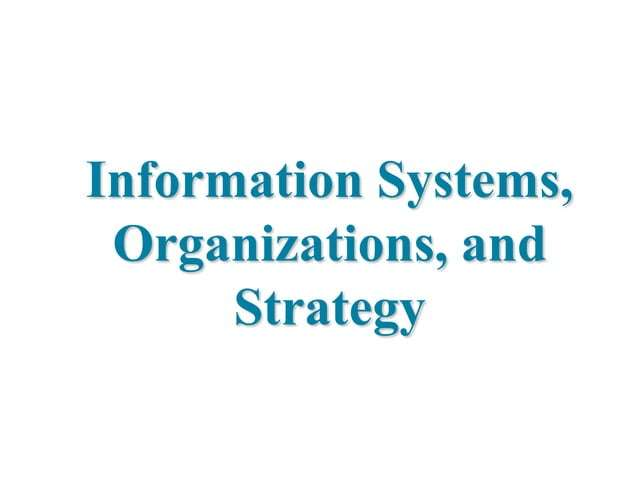 Information Systems,
Organizations, and
Strategy